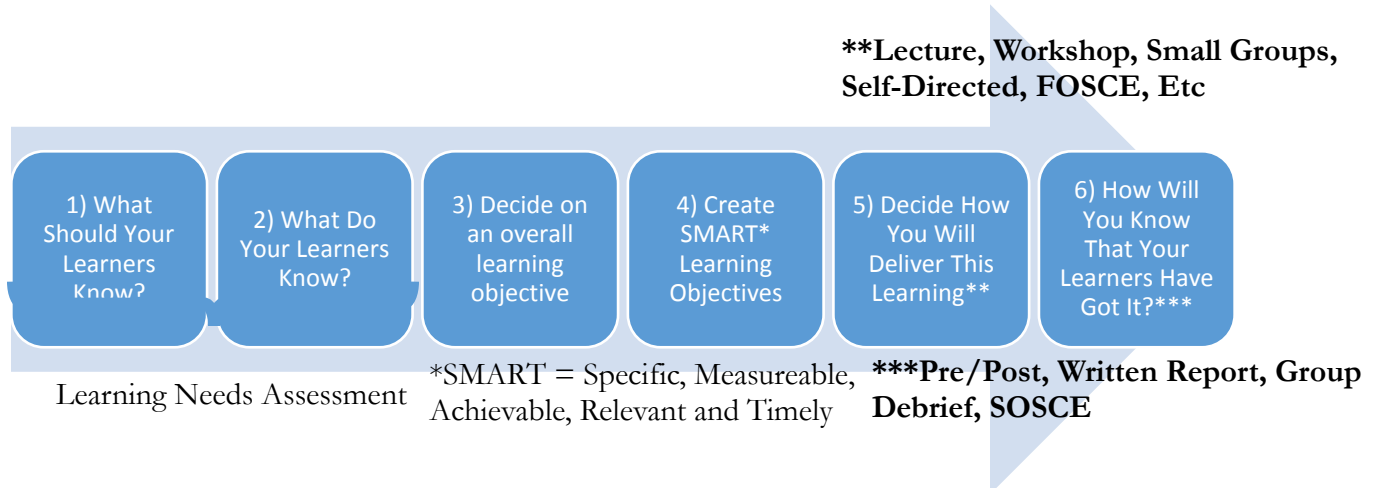 **Lecture, Workshop, Small Groups,
Self-Directed, FOSCE, Etc
1) What
Should Your
Learners
Know?
2) What Do
Your Learners
Know?
3) Decide on
an overall
learning
objective
4) Create
SMART*
Learning
Objectives
5) Decide How
You Will
Deliver This
Learning**
6) How Will
You Know
That Your
Learners Have
Got It?***
Learning Needs Assessment
*SMART = Specific, Measureable,
Achievable, Relevant and Timely
***Pre/Post, Written Report, Group
Debrief, SOSCE